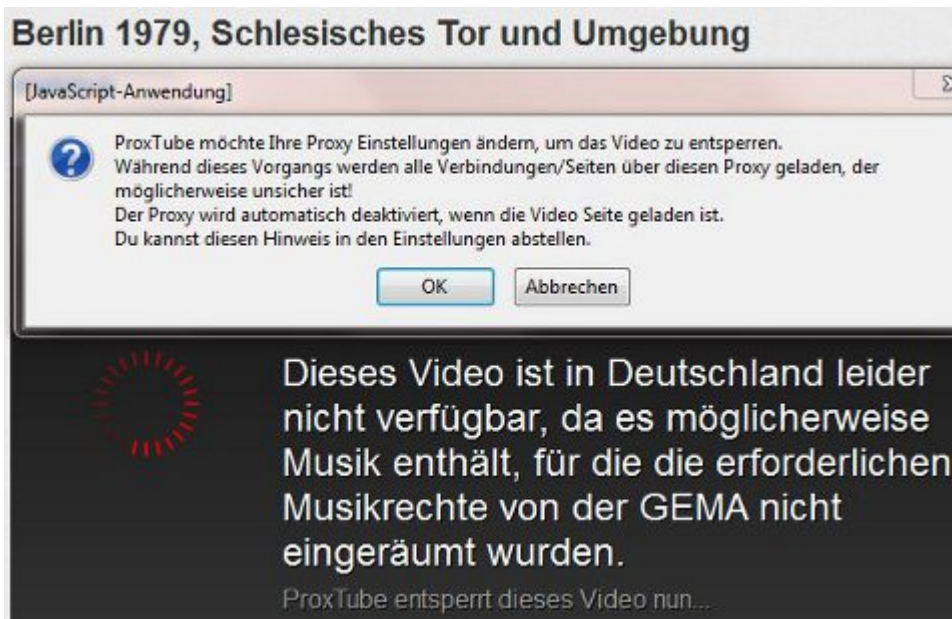 Berlin 1979, Schlesisches Tor und Umgebung
[JavaScript-Anwendung]
ProxTube möchte Ihre Proxy Einstellungen ändern, um das Video zu entsperren.
Während dieses Vorgangs werden alle Verbindungen/Seiten über diesen Proxy geladen, der
möglicherweise unsicher ist!
Der Proxy wird automatisch deaktiviert, wenn die Video Seite geladen ist.
Du kannst diesen Hinweis in den Einstellungen abstellen.
OK
Abbrechen
Dieses Video ist in Deutschland leider
nicht verfügbar, da es möglicherweise
Musik enthält, für die die erforderlichen
Musikrechte von der GEMA nicht
eingeräumt wurden.
ProxTube entsperrt dieses Video nun...